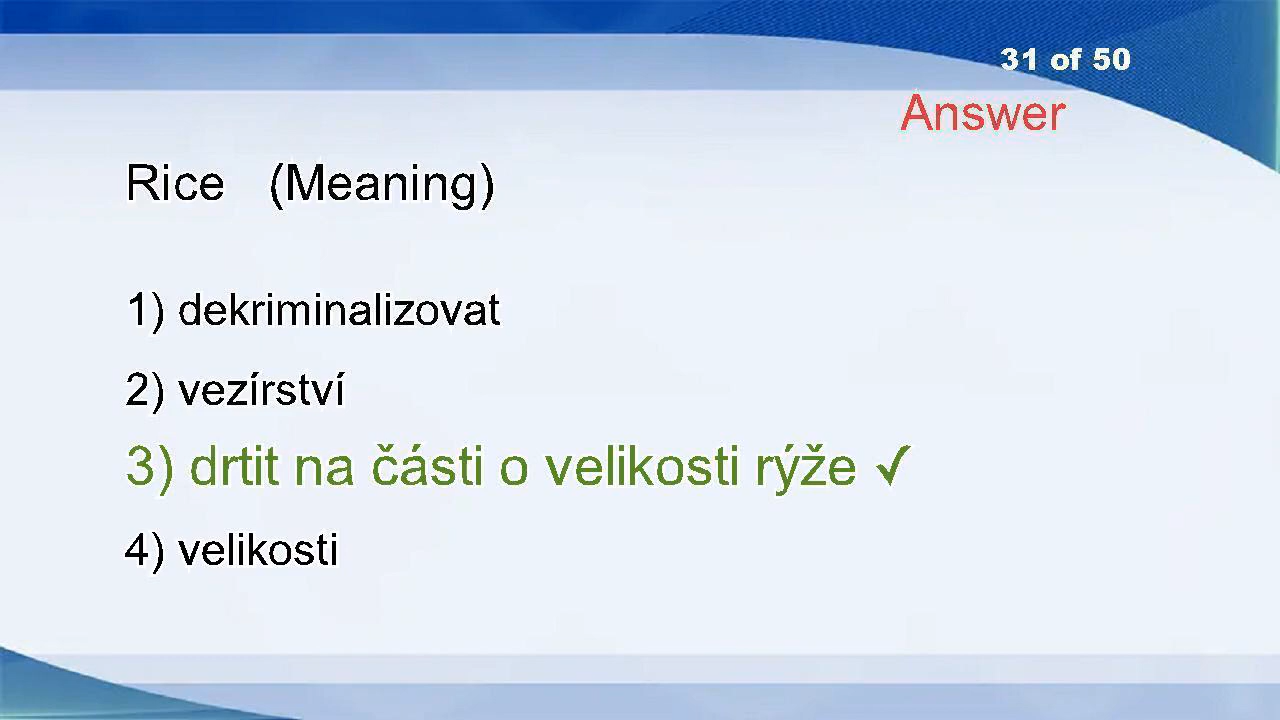 31 of 50
Answer
Rice (Meaning)
1) dekriminalizovat
2) vezírství
3) drtit na části o velikosti rýže ✓
4) velikosti